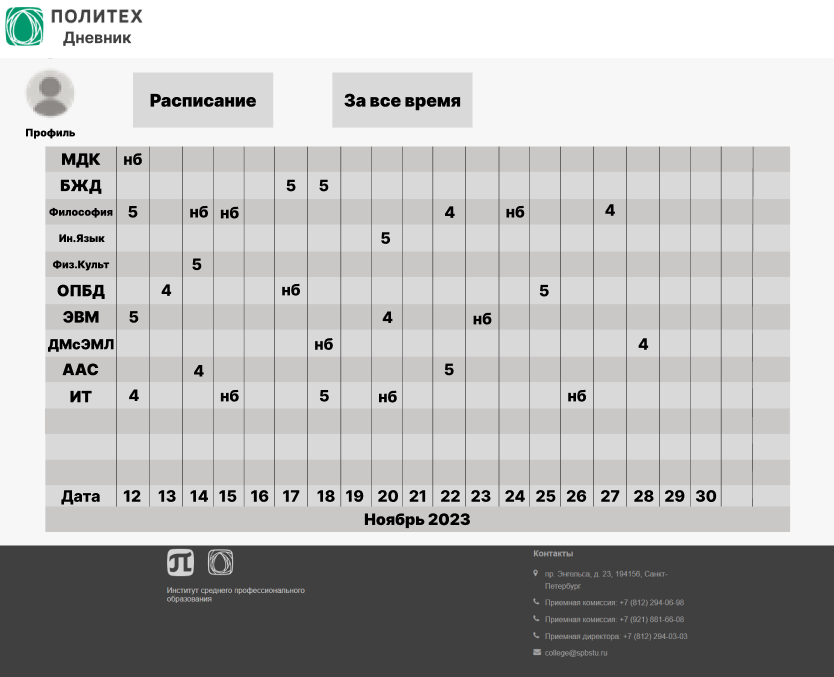 ПОЛИТЕХ
Дневник
Профиль
Расписание
За все время
МДК нб
БЖД 5 5
Философия 5 нб нб 4 нб 4
Ин.Язык 5
Физ.Культ 5
ОПБД 4 нб 5
ЭВМ 5 4 нб
ДМсЭМЛ нб 4
ААС 4 5
ИТ 4 нб 5 нб нб
Дата 12 13 14 15 16 17 18 19 20 21 22 23 24 25 26 27 28 29 30
Ноябрь 2023
Институт среднего профессионального
образования
Контакты
пр. Энгельса, д. 23, 194156, Санкт-
Петербург
Приемная комиссия: +7 (812) 294-06-98
Приемная комиссия: +7 (921) 881-66-08
Приемная директора: +7 (812) 294-03-03
college@spbstu.ru